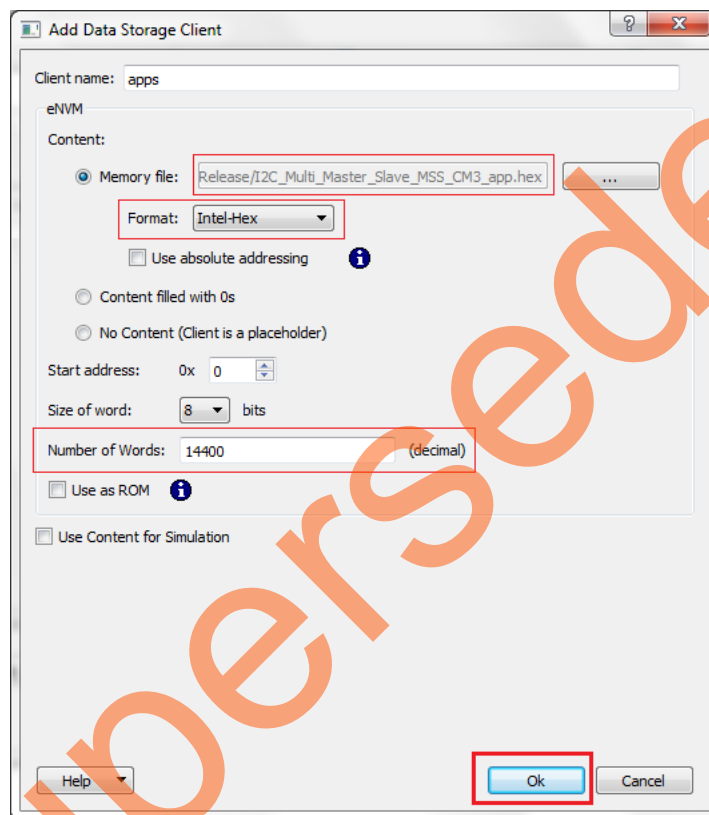 Add Data Storage Client
Client name: apps
eNVM
Content:
Memory file: Release/I2C_Multi_Master_Slave_MSS_CM3_app.hex ...
Format: Intel-Hex
Use absolute addressing
Content filled with 0s
No Content (Client is a placeholder)
Start address: 0x 0
Size of word: 8 bits
Number of Words: 14400 (decimal)
Use as ROM
Use Content for Simulation
Help Ok Cancel
upersede